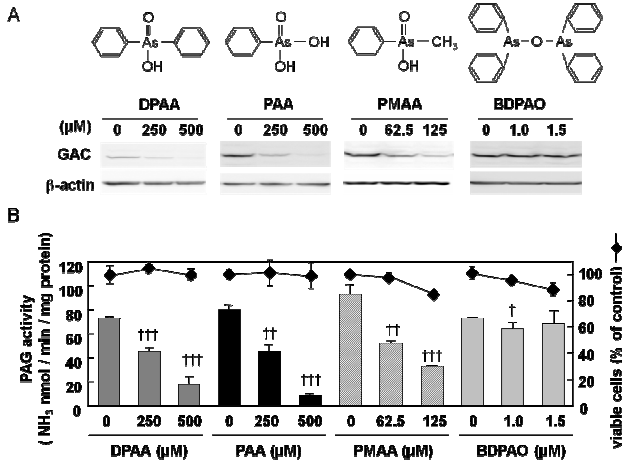 A
O
As
OH
O
As
OH
OH
O
As
CH3
OH
As
O
As
DPAA PAA PMAA BDPAO
(μM) 0 250 500 0 250 500 0 62.5 125 0 1.0 1.5
GAC
β-actin
B
PAG activity
( NH3 nmol / min / mg protein)
120
100
80
60
40
20
0
††† †††
†† †††
†† †††
†
100
80
60
40
20
0
viable cells (% of control)
0 250 500 0 250 500 0 62.5 125 0 1.0 1.5
DPAA (μM) PAA (μM) PMAA (μM) BDPAO (μM)